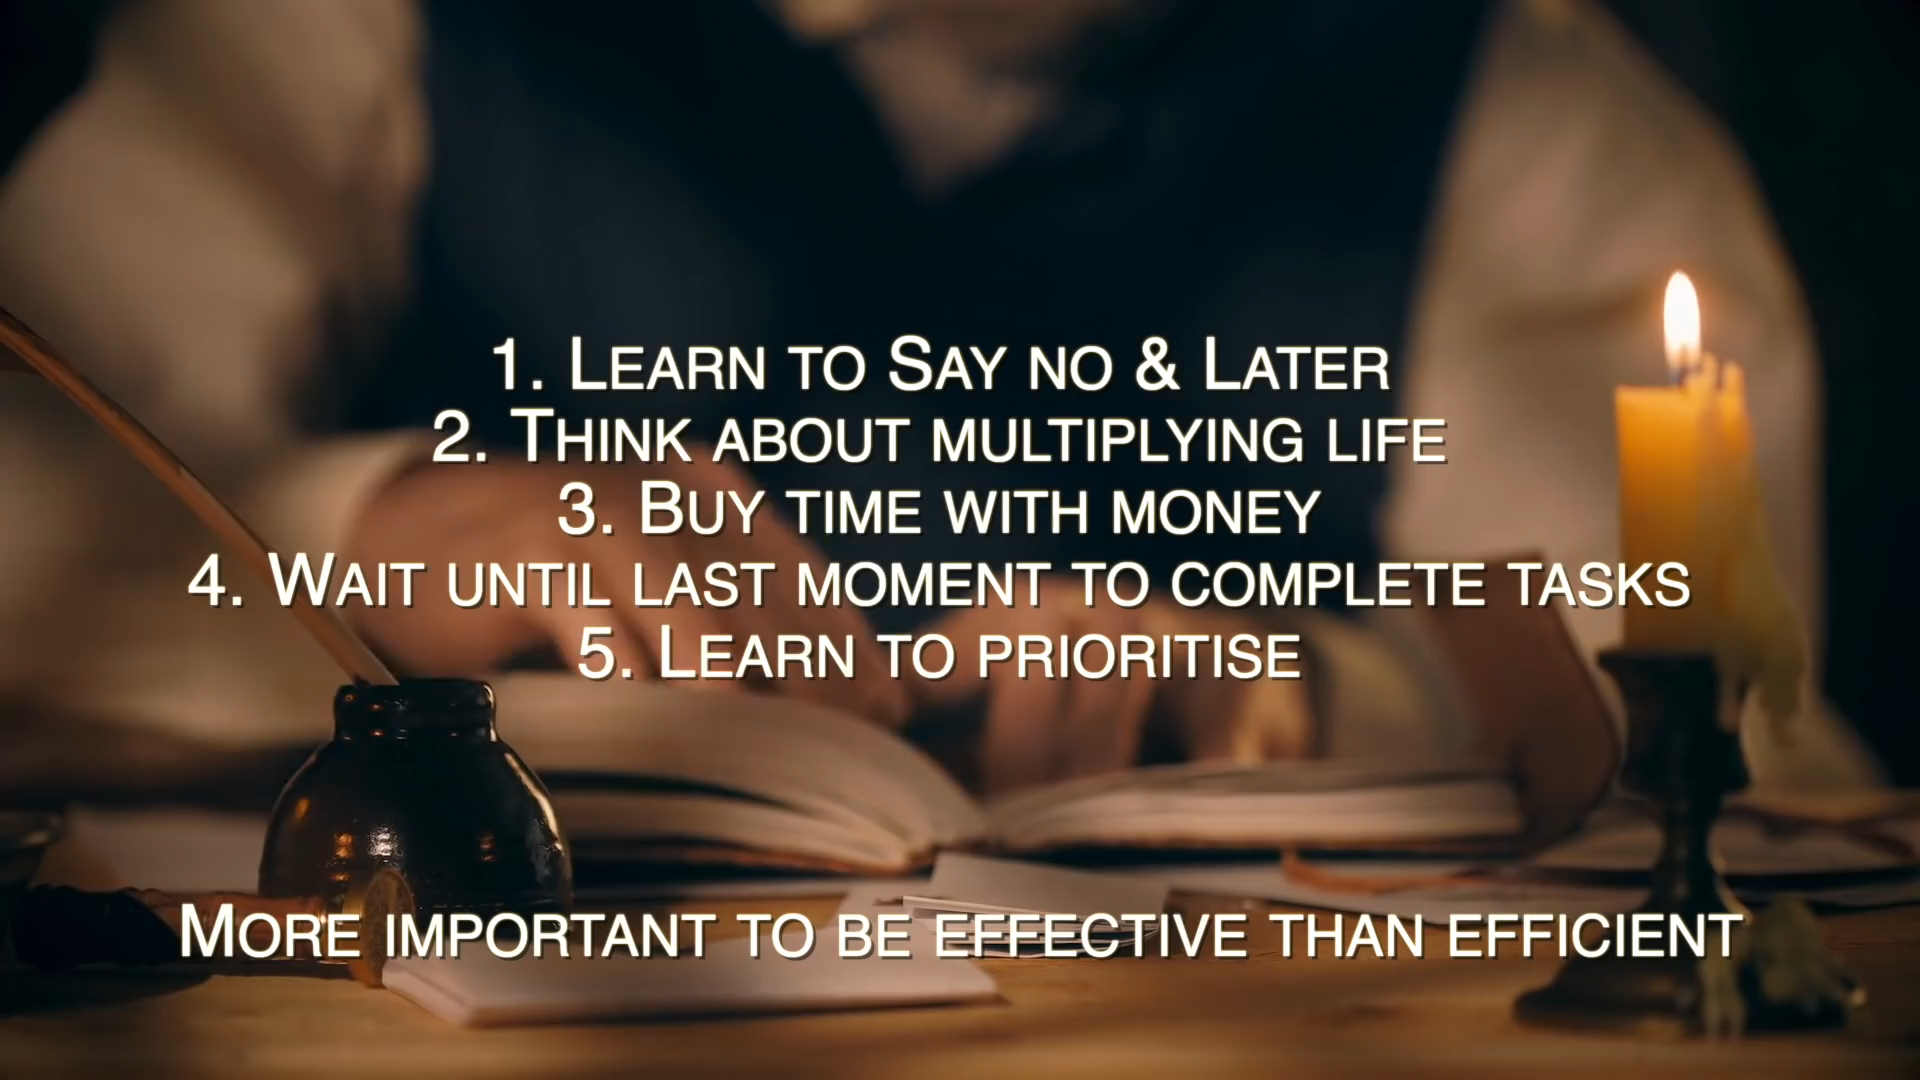 1. Learn to Say no & Later
2. Think about multiplying life
3. Buy time with money
4. Wait until last moment to complete tasks
5. Learn to prioritise
More important to be effective than efficient